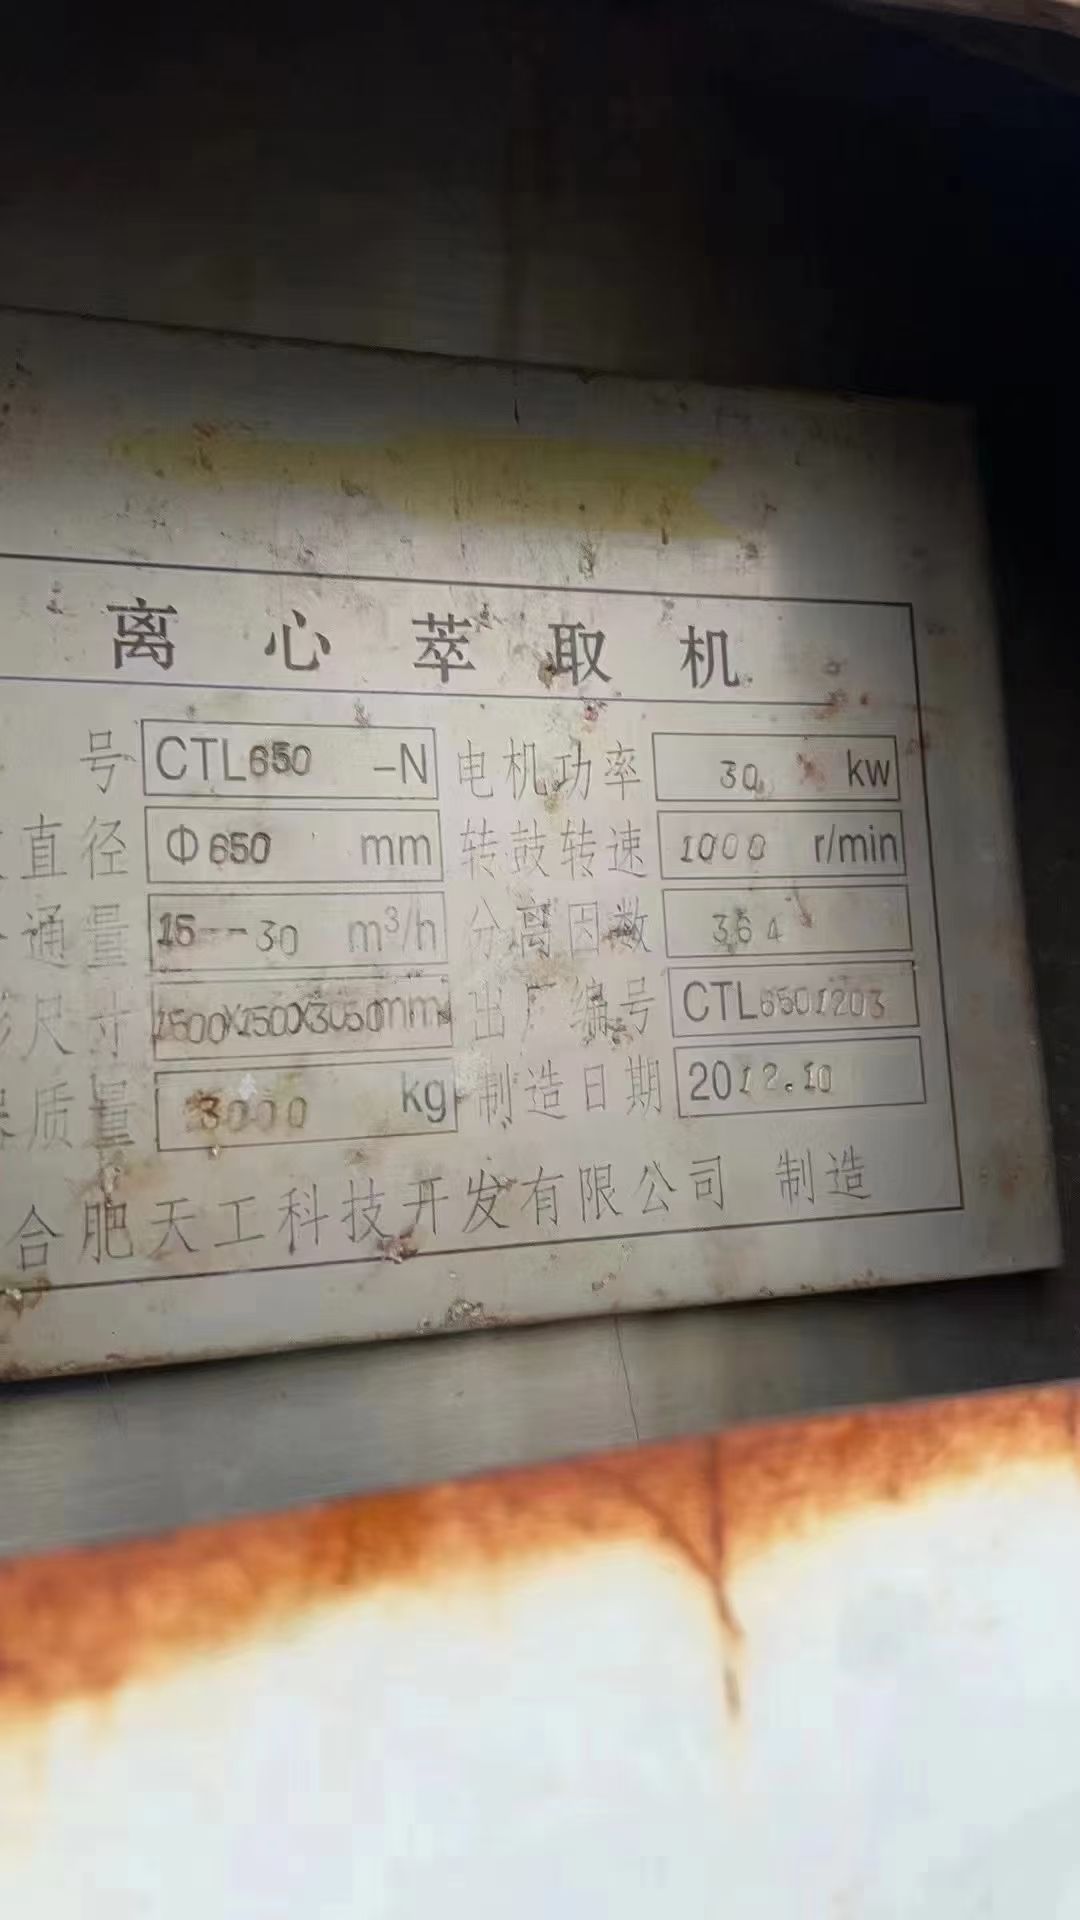 离心萃取机
号 CTL650 -N 电机功率 30 kw
直径 Φ650 mm 转鼓转速 1000 r/min
通量 15--30 m³/h 分离因数 364
尺寸 1500X1500X3050mm 出厂编号 CTL6501203
质量 3000 kg 制造日期 2012.10
合肥天工科技开发有限公司 制造